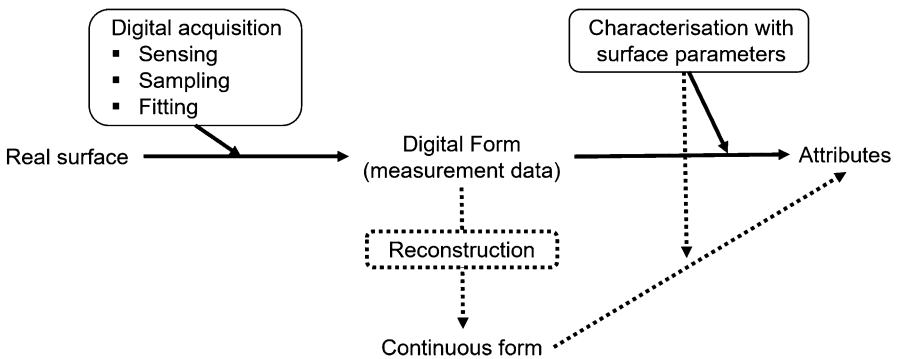 Digital acquisition
▪ Sensing
▪ Sampling
▪ Fitting
Characterisation with
surface parameters
Real surface
Digital Form
(measurement data)
Attributes
Reconstruction
Continuous form